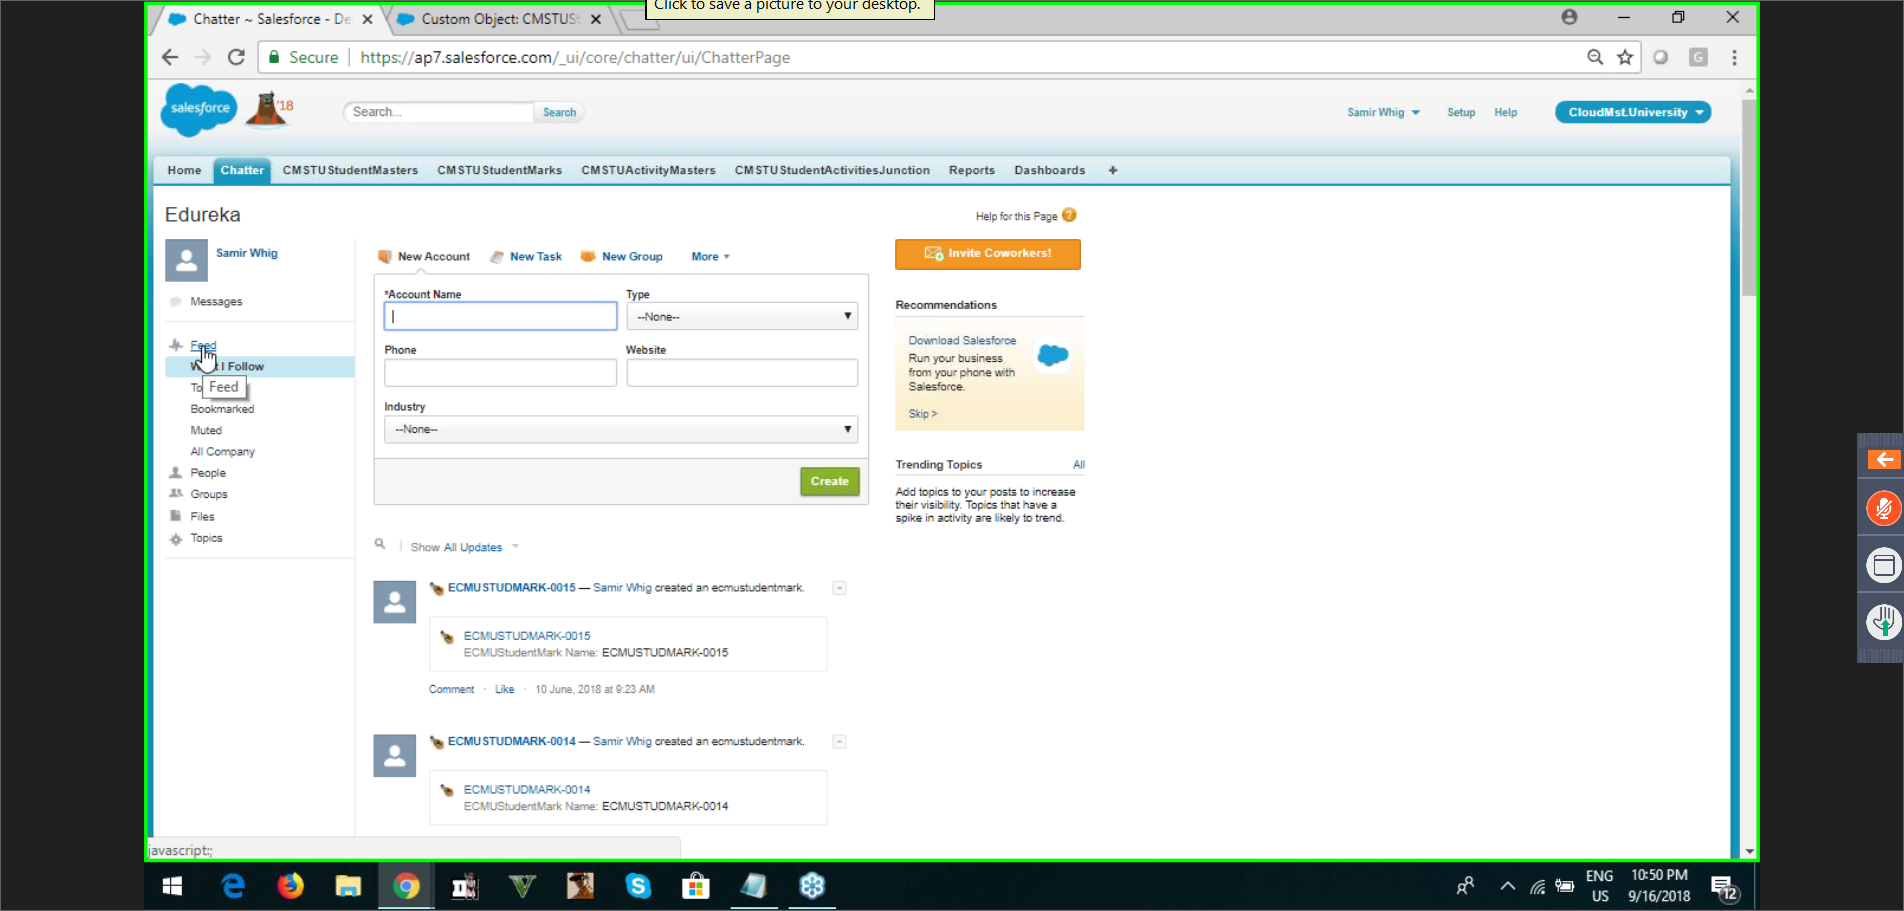 Click to save a picture to your desktop.
Chatter ~ Salesforce - De
Custom Object: CMSTUSt
Secure
https://ap7.salesforce.com/_ui/core/chatter/ui/ChatterPage
G
salesforce
'18
Search...
Search
Samir Whig
Setup
Help
CloudMst.University
Home
Chatter
CMSTUStudentMasters
CMSTUStudentMarks
CMSTUActivityMasters
CMSTUStudentActivitiesJunction
Reports
Dashboards
+
Edureka
Help for this Page
?
Samir Whig
Messages
Feed
I Follow
To
Feed
Bookmarked
Muted
All Company
People
Groups
Files
Topics
New Account
New Task
New Group
More
*Account Name
Type
--None--
Phone
Website
Industry
--None--
Create
Show All Updates
ECMUSTUDMARK-0015 — Samir Whig created an ecmustudentmark.
ECMUSTUDMARK-0015
ECMUStudentMark Name: ECMUSTUDMARK-0015
Comment · Like · 10 June, 2018 at 9:23 AM
ECMUSTUDMARK-0014 — Samir Whig created an ecmustudentmark.
ECMUSTUDMARK-0014
ECMUStudentMark Name: ECMUSTUDMARK-0014
Invite Coworkers!
Recommendations
Download Salesforce
Run your business
from your phone with
Salesforce.
Skip >
Trending Topics
All
Add topics to your posts to increase
their visibility. Topics that have a
spike in activity are likely to trend.
javascript:;
ENG
US
10:50 PM
9/16/2018
12